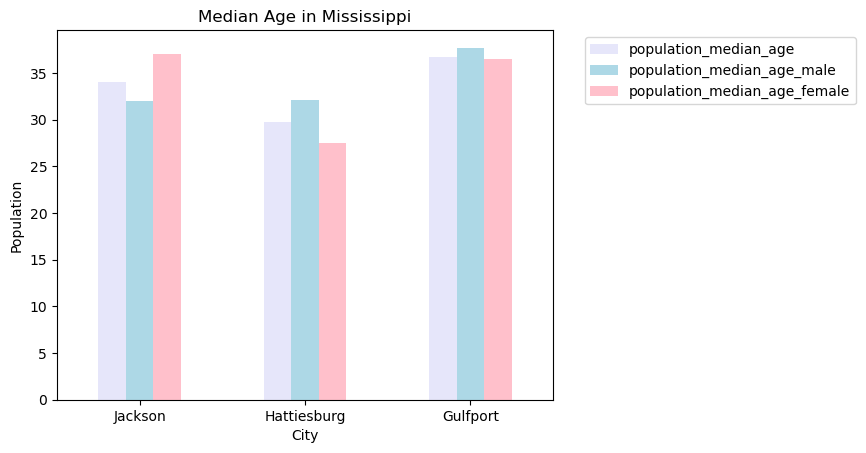 Median Age in Mississippi
population_median_age
population_median_age_male
population_median_age_female
Population
35
30
25
20
15
10
5
0
Jackson Hattiesburg Gulfport
City